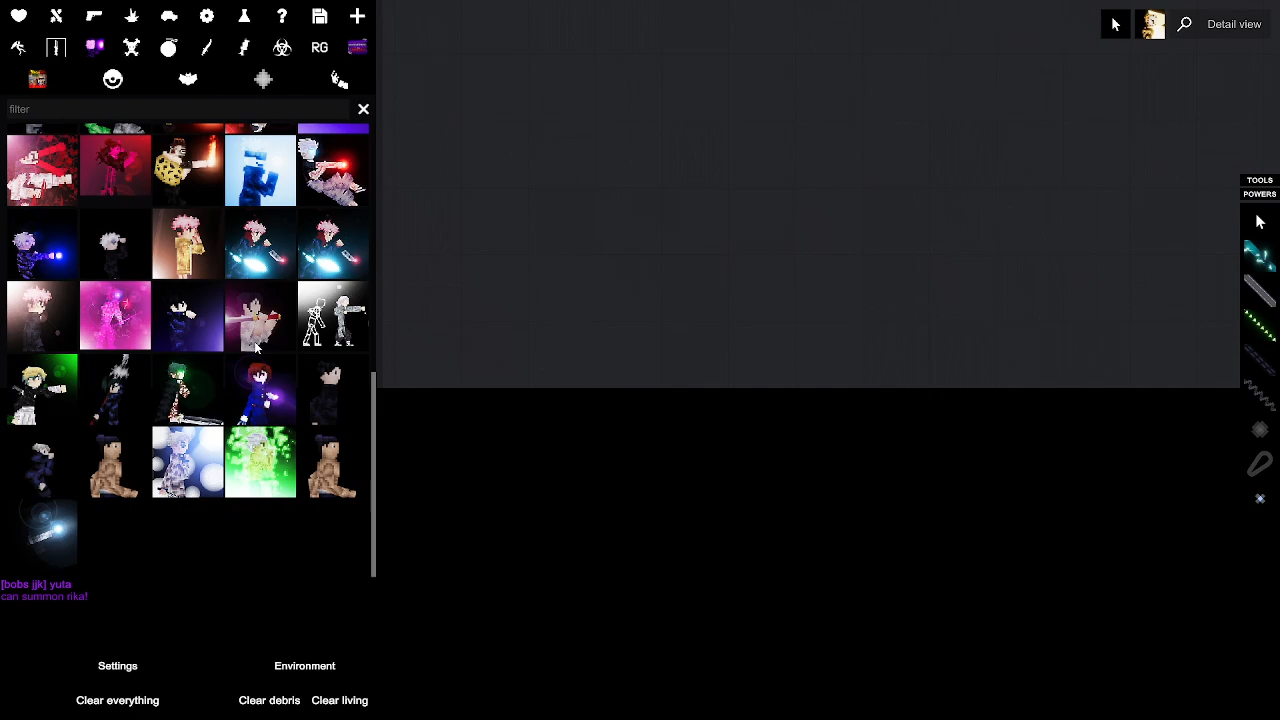 RG
Detail view
filter
TOOLS
POWERS
[bobs jjk] yuta
can summon rika!
Settings
Environment
Clear everything
Clear debris
Clear living